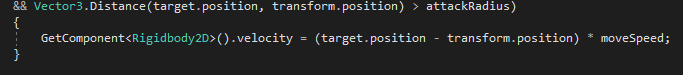 && Vector3.Distance(target.position, transform.position) > attackRadius)
{
GetComponent<Rigidbody2D>().velocity = (target.position - transform.position) * moveSpeed;
}